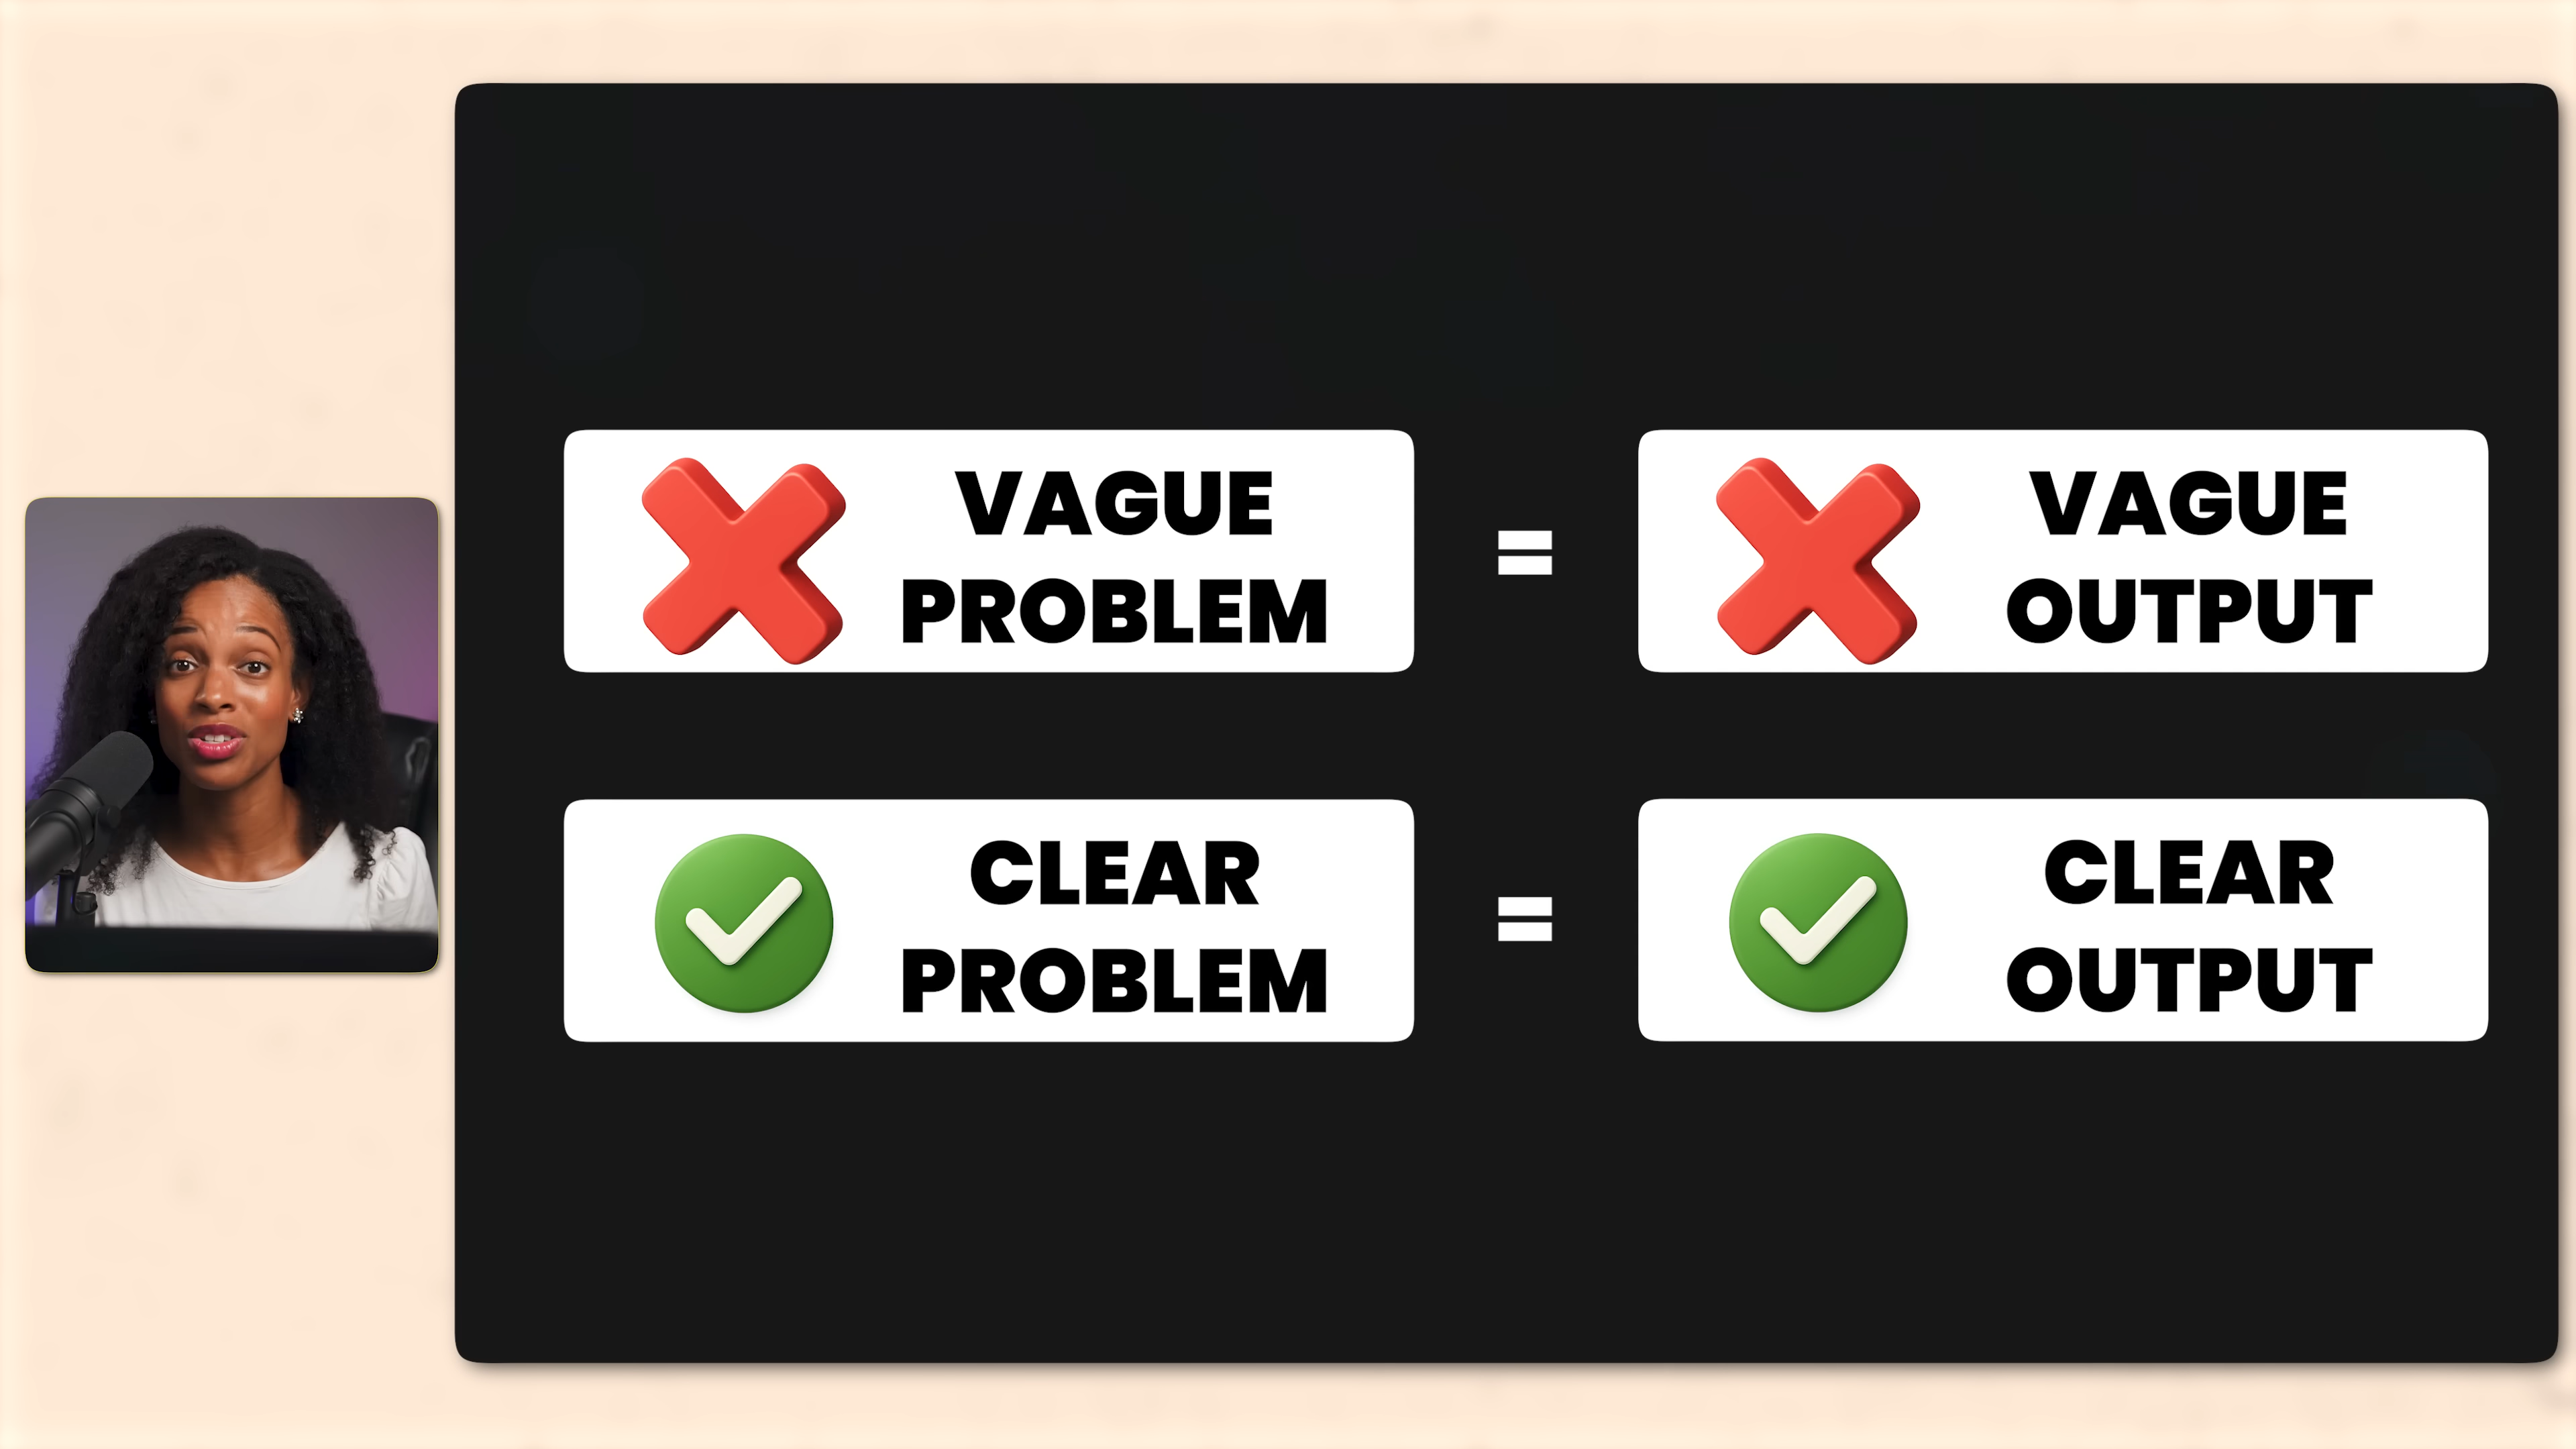 VAGUE
PROBLEM
=
VAGUE
OUTPUT
CLEAR
PROBLEM
=
CLEAR
OUTPUT